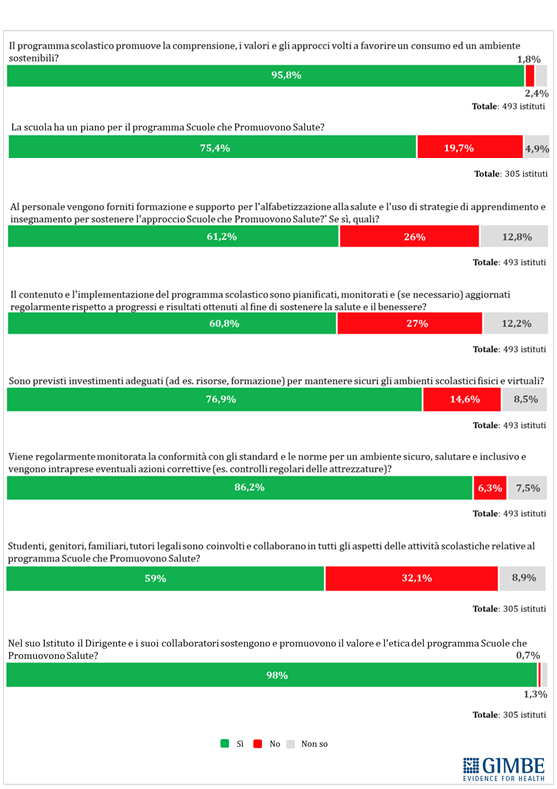 Il programma scolastico promuove la comprensione, i valori e gli approcci volti a favorire un consumo ed un ambiente
sostenibili?
1,8%
95,8%
2,4%
Totale: 493 istituti
La scuola ha un piano per il programma Scuole che Promuovono Salute?
75,4% 19,7% 4,9%
Totale: 305 istituti
Al personale vengono forniti formazione e supporto per l'alfabetizzazione alla salute e l'uso di strategie di apprendimento e
insegnamento per sostenere l'approccio Scuole che Promuovono Salute?* Se sì, quali?
61,2% 26% 12,8%
Totale: 493 istituti
Il contenuto e l'implementazione del programma scolastico sono pianificati, monitorati e (se necessario) aggiornati
regolarmente rispetto a progressi e risultati ottenuti al fine di sostenere la salute e il benessere?
60,8% 27% 12,2%
Totale: 493 istituti
Sono previsti investimenti adeguati (ad es. risorse, formazione) per mantenere sicuri gli ambienti scolastici fisici e virtuali?
76,9% 14,6% 8,5%
Totale: 493 istituti
Viene regolarmente monitorata la conformità con gli standard e le norme per un ambiente sicuro, salutare e inclusivo e
vengono intraprese eventuali azioni correttive (es. controlli regolari delle attrezzature)?
86,2% 6,3% 7,5%
Totale: 493 istituti
Studenti, genitori, familiari, tutori legali sono coinvolti e collaborano in tutti gli aspetti delle attività scolastiche relative al
programma Scuole che Promuovono Salute?
59% 32,1% 8,9%
Totale: 305 istituti
Nel suo Istituto il Dirigente e i suoi collaboratori sostengono e promuovono il valore e l'etica del programma Scuole che
Promuovono Salute?
0,7%
98%
1,3%
Totale: 305 istituti
Sì No Non so
GIMBE
EVIDENCE FOR HEALTH